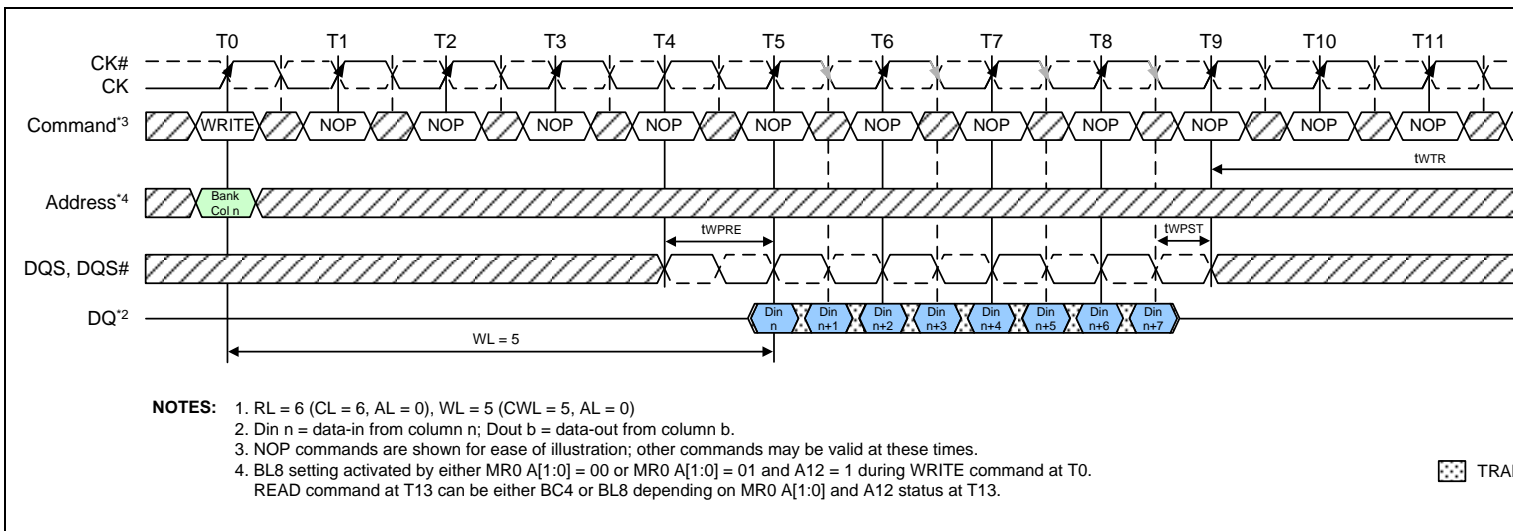 T0 T1 T2 T3 T4 T5 T6 T7 T8 T9 T10 T11
CK#
CK
Command*3 WRITE NOP NOP NOP NOP NOP NOP NOP NOP NOP NOP NOP
tWTR
Address*4 Bank
Col n
tWPRE tWPST
DQS, DQS#
DQ*2 Din n Din n+1 Din n+2 Din n+3 Din n+4 Din n+5 Din n+6 Din n+7
WL = 5
NOTES: 1. RL = 6 (CL = 6, AL = 0), WL = 5 (CWL = 5, AL = 0)
2. Din n = data-in from column n; Dout b = data-out from column b.
3. NOP commands are shown for ease of illustration; other commands may be valid at these times.
4. BL8 setting activated by either MR0 A[1:0] = 00 or MR0 A[1:0] = 01 and A12 = 1 during WRITE command at T0.
READ command at T13 can be either BC4 or BL8 depending on MR0 A[1:0] and A12 status at T13.